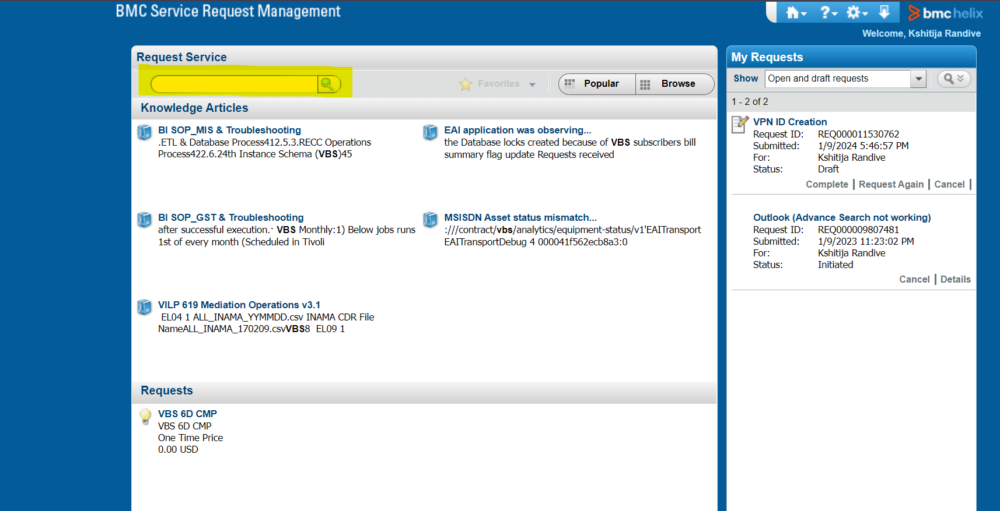 BMC Service Request Management
bmchelix
Welcome, Kshitija Randive
Request Service
Favorites
Popular
Browse
Knowledge Articles
BI SOP_MIS & Troubleshooting
.ETL & Database Process412.5.3.RECC Operations
Process422.6.24th Instance Schema (VBS)45
EAI application was observing...
the Database locks created because of VBS subscribers bill
summary flag update Requests received
BI SOP_GST & Troubleshooting
after successful execution.· VBS Monthly:1) Below jobs runs
1st of every month (Scheduled in Tivoli
MSISDN Asset status mismatch...
:///contract/vbs/analytics/equipment-status/v1'EAITransport
EAITransportDebug 4 000041f562ecb8a3:0
VILP 619 Mediation Operations v3.1
EL04 1 ALL_INAMA_YYMMDD.csv INAMA CDR File
NameALL_INAMA_170209.csvVBS8 EL09 1
Requests
VBS 6D CMP
VBS 6D CMP
One Time Price
0.00 USD
My Requests
Show Open and draft requests
1 - 2 of 2
VPN ID Creation
Request ID: REQ000011530762
Submitted: 1/9/2024 5:46:57 PM
For: Kshitija Randive
Status: Draft
Complete | Request Again | Cancel |
Outlook (Advance Search not working)
Request ID: REQ000009807481
Submitted: 1/9/2023 11:23:02 PM
For: Kshitija Randive
Status: Initiated
Cancel | Details